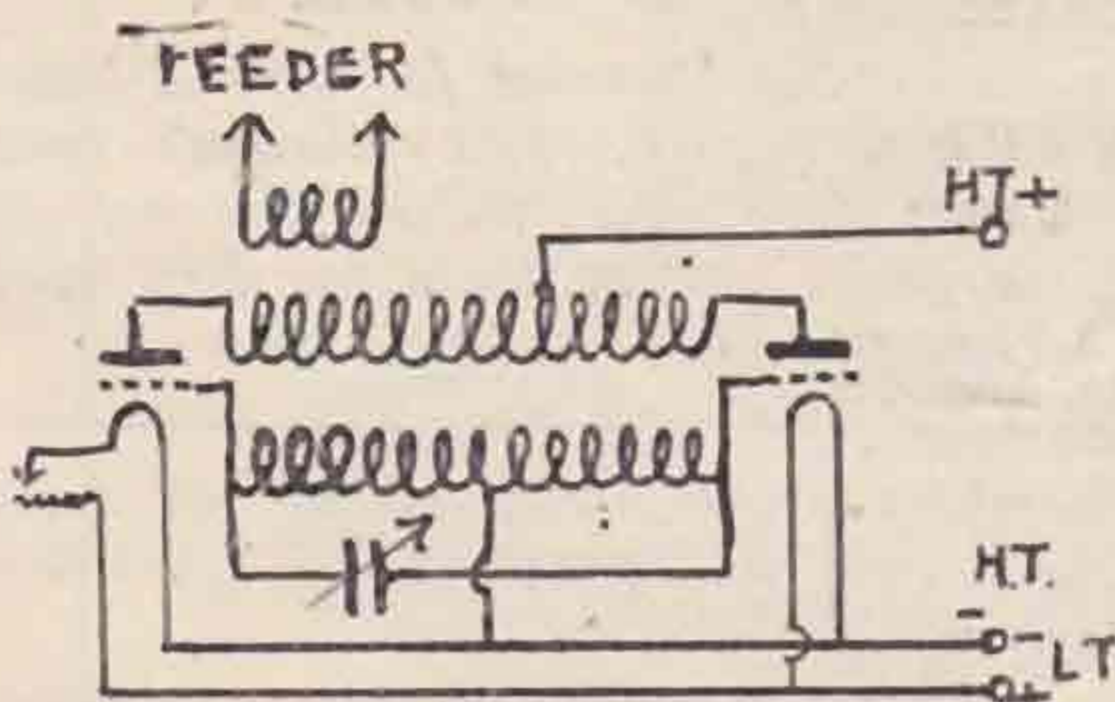 FEEDER
HT+
H.T.
-
- LT
+